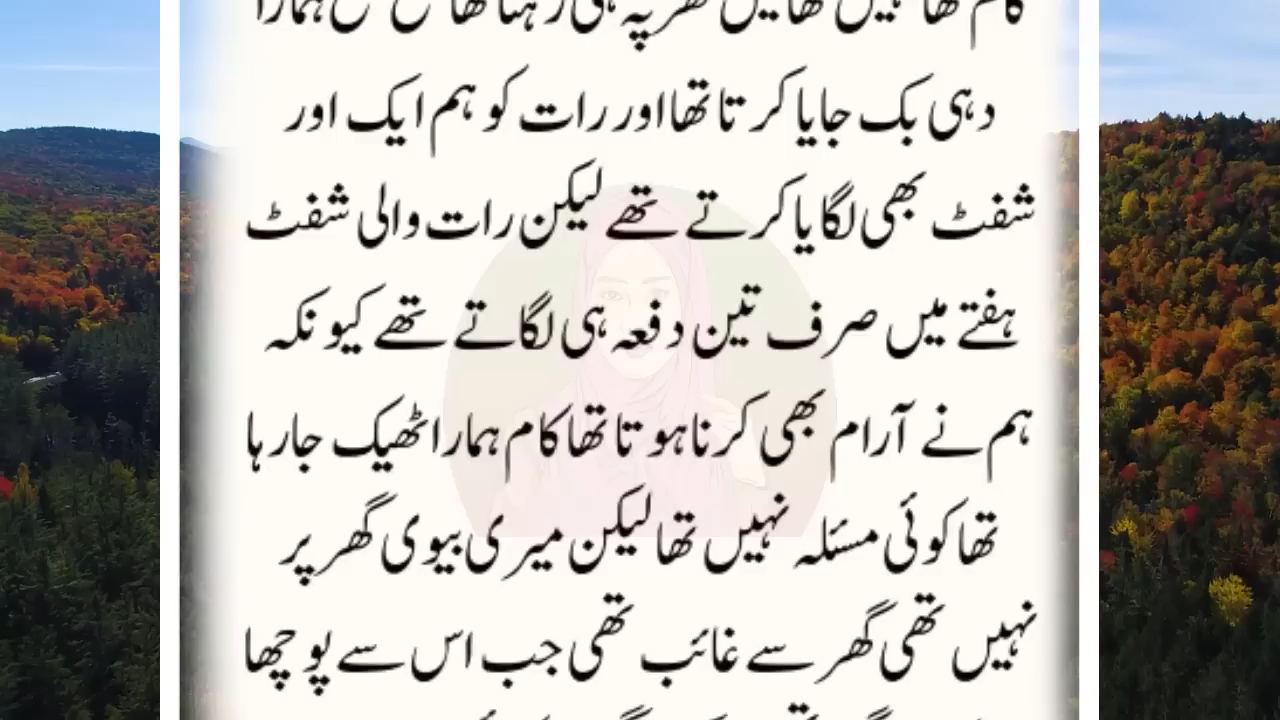 دہی بک جایا کرتا تھا اور رات کو ہم ایک اور
شفٹ بھی لگایا کرتے تھے لیکن رات والی شفٹ
ہفتے میں صرف تین دفعہ ہی لگاتے تھے کیونکہ
ہم نے آرام بھی کرنا ہوتا تھا کام ہمارا ٹھیک جا رہا
تھا کوئی مسئلہ نہیں تھا لیکن میری بیوی گھر پر
نہیں تھی گھر سے غائب تھی جب اس سے پوچھا